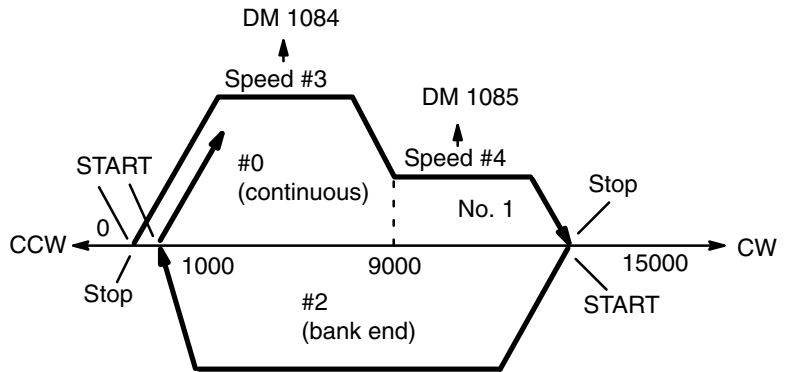 DM 1084
Speed #3
DM 1085
Speed #4
START
#0
(continuous)
Stop
No. 1
0
CCW
CW
1000
9000
15000
Stop
START
#2
(bank end)